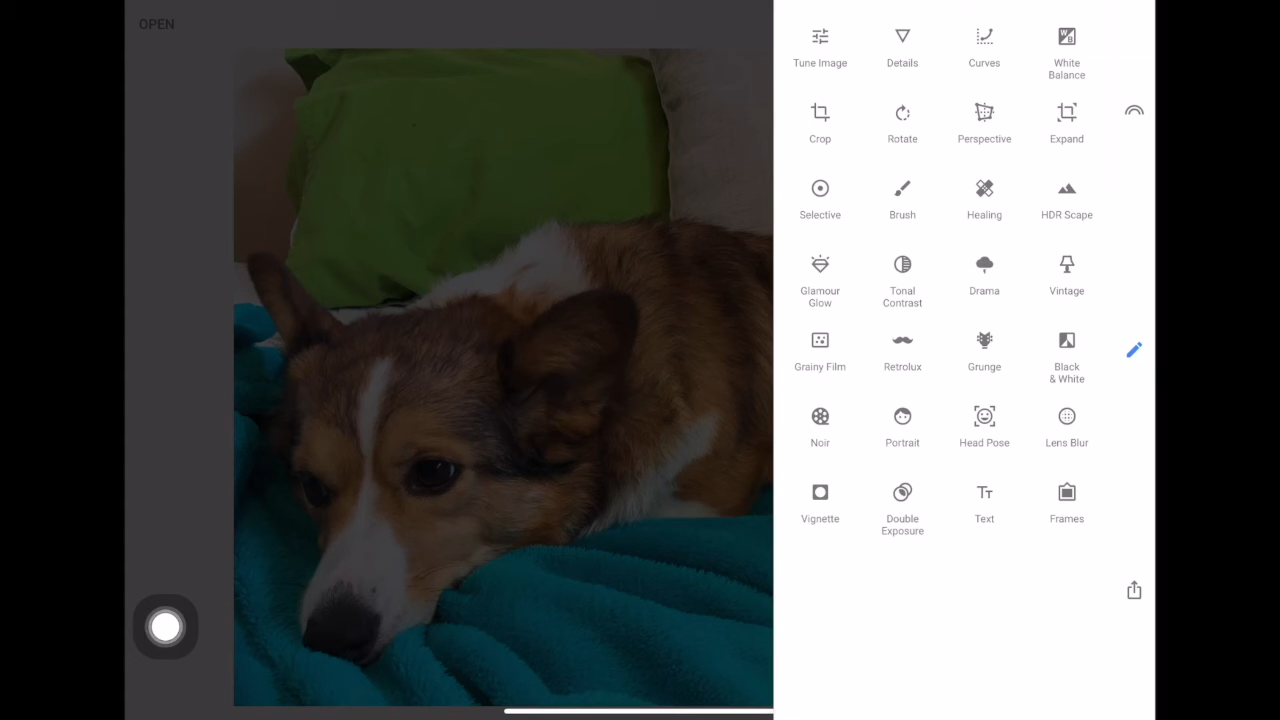 OPEN
Tune Image
Details
Curves
White
Balance
Crop
Rotate
Perspective
Expand
Selective
Brush
Healing
HDR Scape
Glamour
Glow
Tonal
Contrast
Drama
Vintage
Grainy Film
Retrolux
Grunge
Black
& White
Noir
Portrait
Head Pose
Lens Blur
Vignette
Double
Exposure
Text
Frames